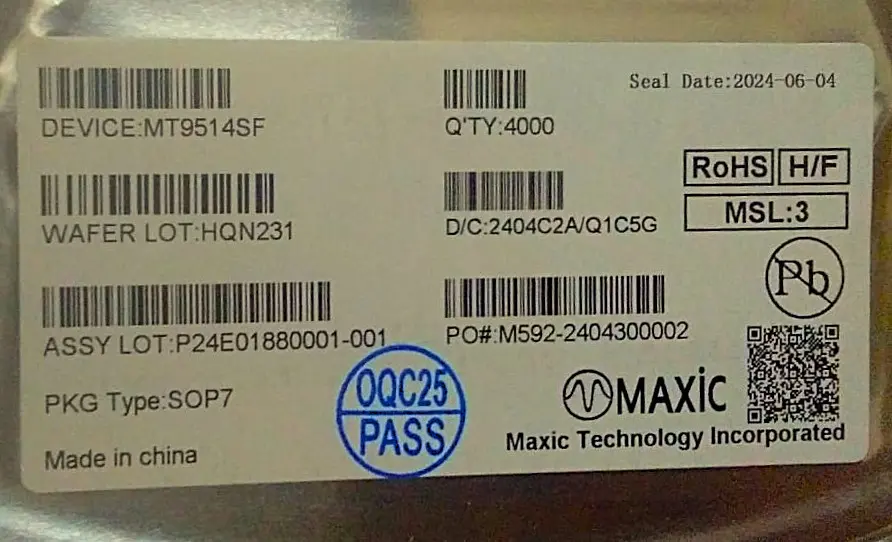 Seal Date:2024-06-04
DEVICE:MT9514SF
Q'TY:4000
RoHS H/F
MSL:3
WAFER LOT:HQN231
D/C:2404C2A/Q1C5G
Pb
ASSY LOT:P24E01880001-001
PO#:M592-2404300002
PKG Type:SOP7
OQC25
PASS
MAXiC
Maxic Technology Incorporated
Made in china